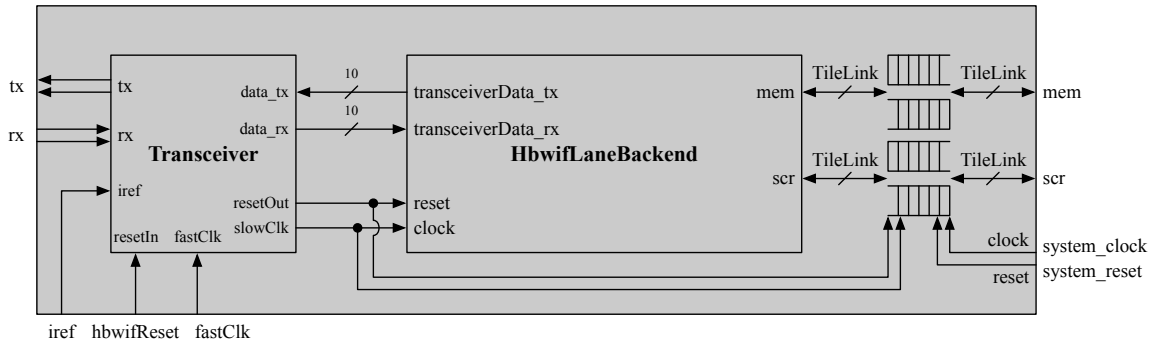 tx
rx
tx
rx
iref
Transceiver
resetIn
fastClk
data_tx
data_rx
resetOut
slowClk
10
10
transceiverData_tx
transceiverData_rx
HbwifLaneBackend
reset
clock
mem
scr
TileLink
TileLink
TileLink
TileLink
mem
scr
clock
reset
system_clock
system_reset
iref
hbwifReset
fastClk